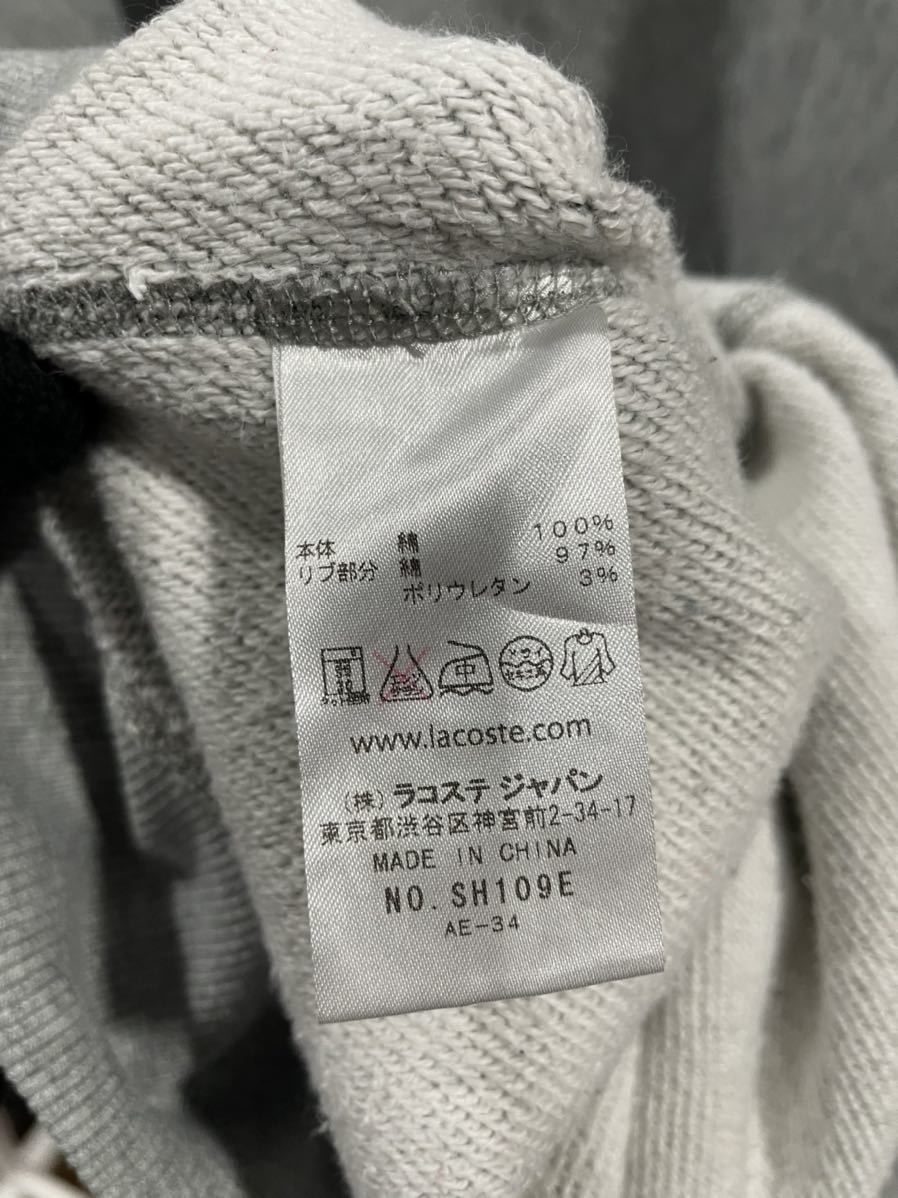 本体 綿 100%
リブ部分 綿 97%
ポリウレタン 3%
中
www.lacoste.com
(株) ラコステ ジャパン
東京都渋谷区神宮前2-34-17
MADE IN CHINA
NO. SH109E
AE-34